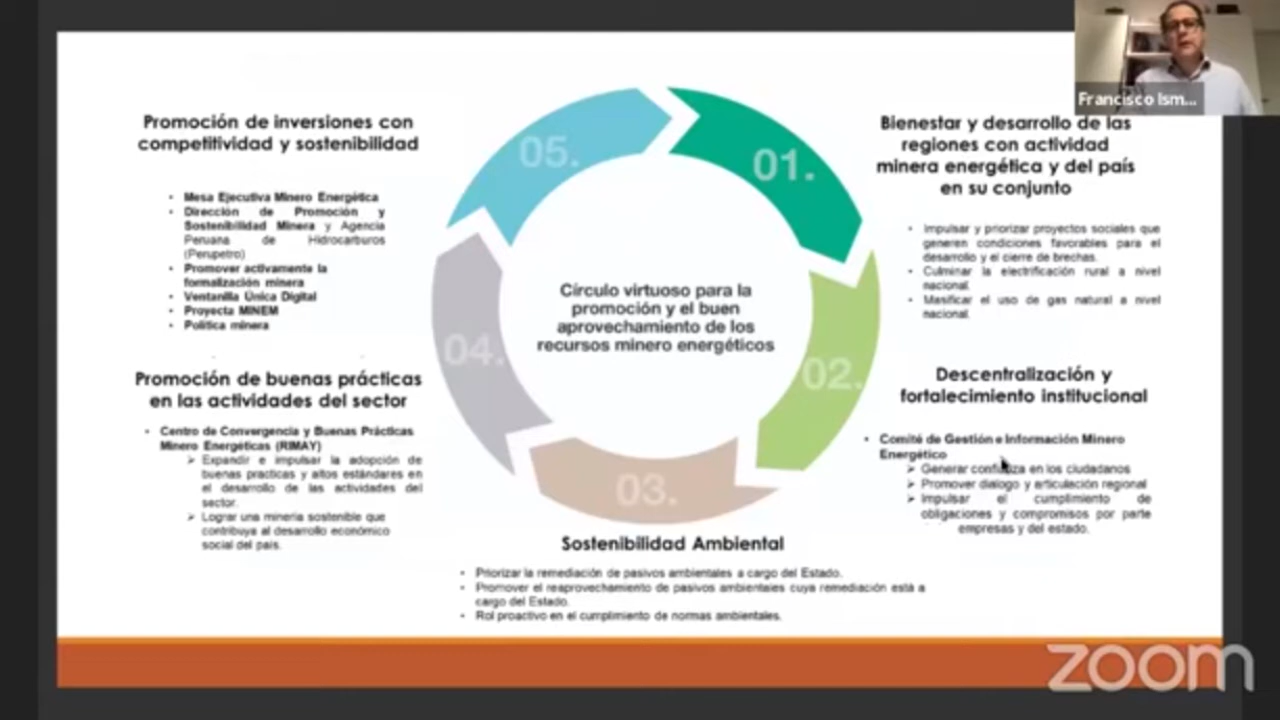 Francisco Ism...
Promoción de inversiones con
competitividad y sostenibilidad
• Mesa Ejecutiva Minero Energética
• Dirección de Promoción y
Sostenibilidad Minera y Agencia
Peruana de Hidrocarburos
(Perupetro)
• Promover activamente la
formalización minera
• Ventanilla Única Digital
• Proyecta MINEM
• Política minera
05.
01.
Bienestar y desarrollo de las
regiones con actividad
minera energética y del país
en su conjunto
• Impulsar y priorizar proyectos sociales que
generen condiciones favorables para el
desarrollo y el cierre de brechas.
• Culminar la electrificación rural a nivel
nacional.
• Masificar el uso de gas natural a nivel
nacional.
Círculo virtuoso para la
promoción y el buen
aprovechamiento de los
recursos minero energéticos
04.
02.
03.
Promoción de buenas prácticas
en las actividades del sector
• Centro de Convergencia y Buenas Prácticas
Minero Energéticas (RIMAY)
➢ Expandir e impulsar la adopción de
buenas practicas y altos estándares en
el desarrollo de las actividades del
sector.
➢ Lograr una minería sostenible que
contribuya al desarrollo económico
social del país.
Descentralización y
fortalecimiento institucional
• Comité de Gestión e Información Minero
Energético
➢ Generar confianza en los ciudadanos
➢ Promover dialogo y articulación regional
➢ Impulsar el cumplimiento de
obligaciones y compromisos por parte
empresas y del estado.
Sostenibilidad Ambiental
• Priorizar la remediación de pasivos ambientales a cargo del Estado.
• Promover el reaprovechamiento de pasivos ambientales cuya remediación está a
cargo del Estado.
• Rol proactivo en el cumplimiento de normas ambientales.
zoom